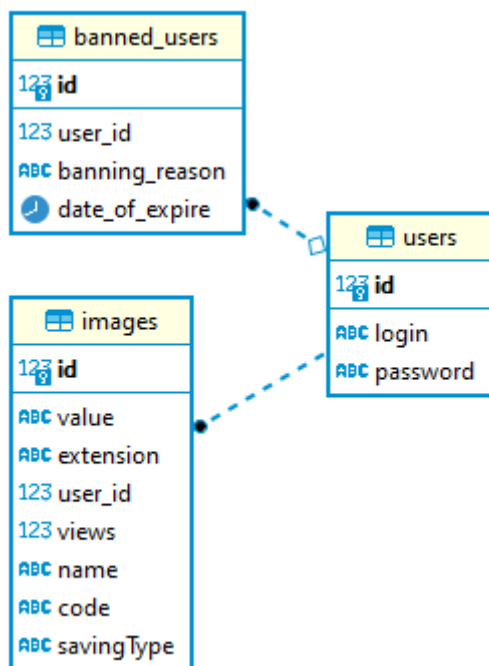 banned_users
123 id
123 user_id
ABC banning_reason
date_of_expire
users
123 id
ABC login
ABC password
images
123 id
ABC value
ABC extension
123 user_id
123 views
ABC name
ABC code
ABC savingType